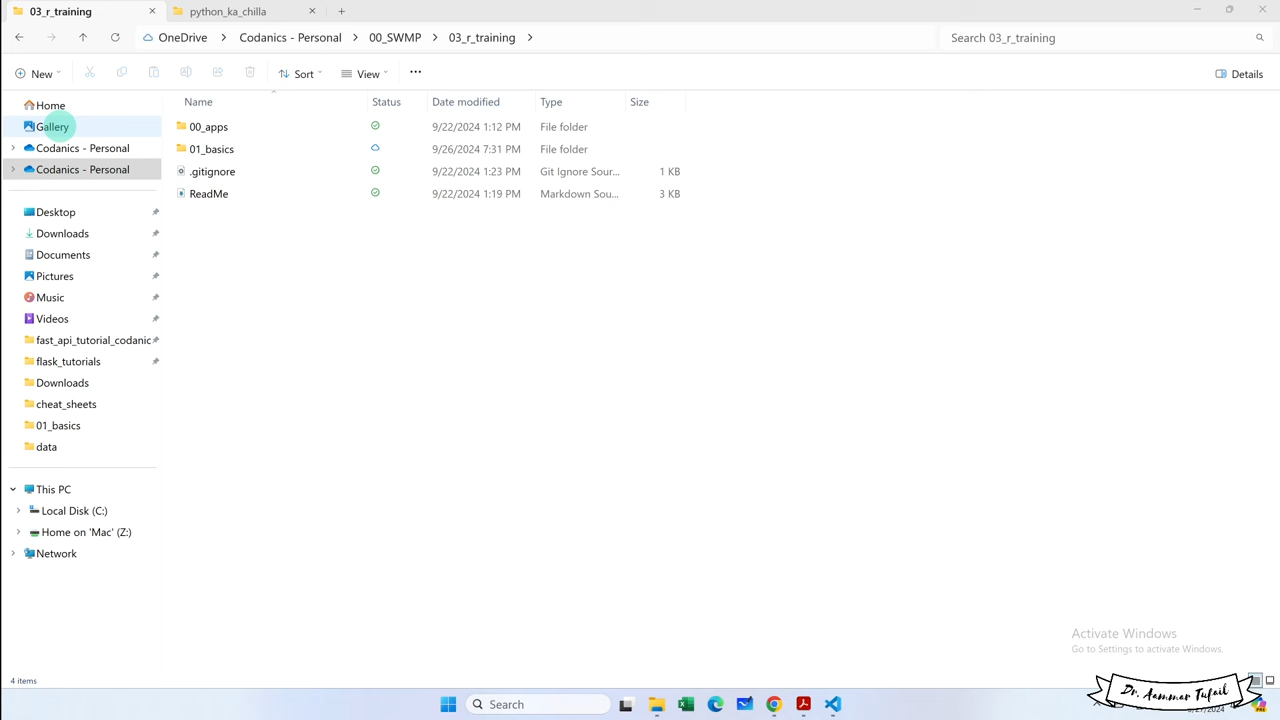 03_r_training
python_ka_chilla
OneDrive
Codanics - Personal
00_SWMP
03_r_training
Search 03_r_training
New
Sort
View
Details
Home
Gallery
Codanics - Personal
Codanics - Personal
Desktop
Downloads
Documents
Pictures
Music
Videos
fast_api_tutorial_codanic
flask_tutorials
Downloads
cheat_sheets
01_basics
data
This PC
Local Disk (C:)
Home on 'Mac' (Z:)
Network
Name Status Date modified Type Size
00_apps 9/22/2024 1:12 PM File folder
01_basics 9/26/2024 7:31 PM File folder
.gitignore 9/22/2024 1:23 PM Git Ignore Sour... 1 KB
ReadMe 9/22/2024 1:19 PM Markdown Sou... 3 KB
Activate Windows
Go to Settings to activate Windows.
4 items
Search
Dr. Aammar Tufail